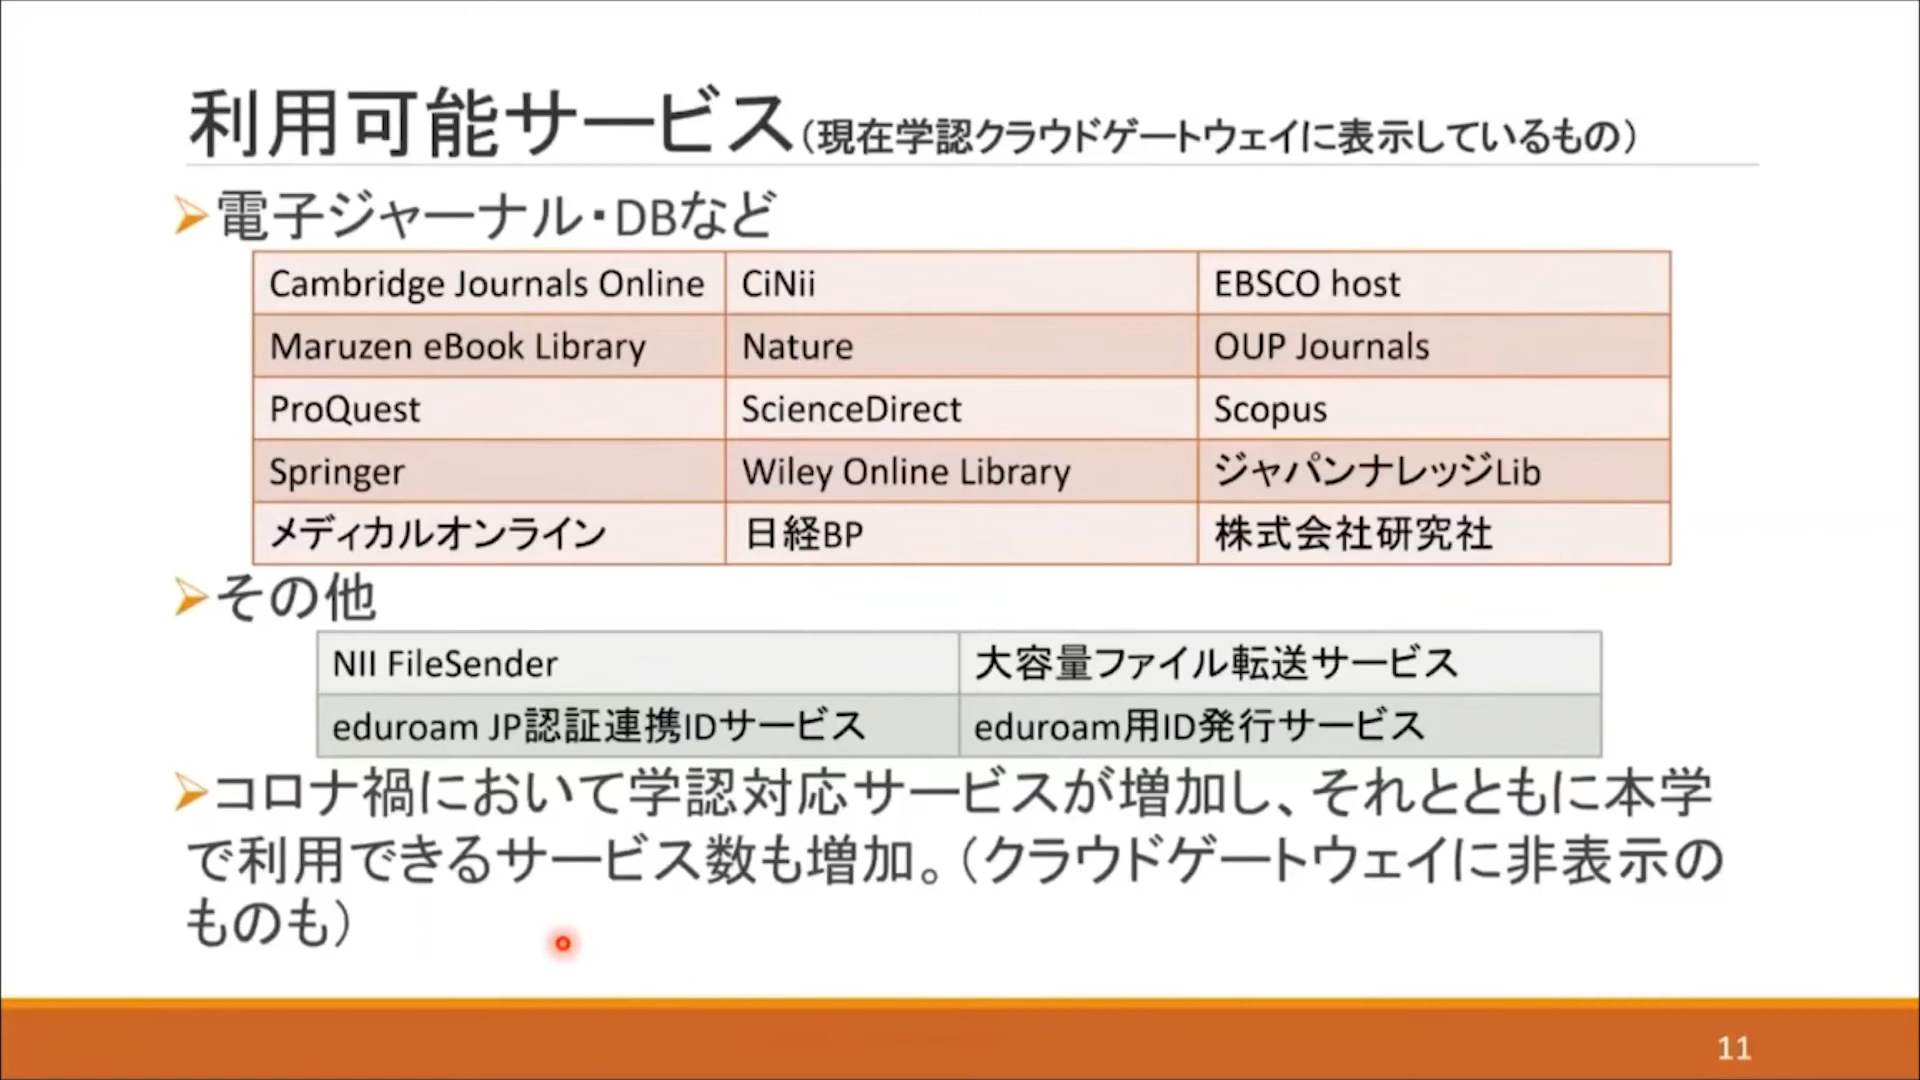 利用可能サービス（現在学認クラウドゲートウェイに表示しているもの）
電子ジャーナル・DBなど
Cambridge Journals Online CiNii EBSCO host
Maruzen eBook Library Nature OUP Journals
ProQuest ScienceDirect Scopus
Springer Wiley Online Library ジャパンナレッジLib
メディカルオンライン 日経BP 株式会社研究社
その他
NII FileSender 大容量ファイル転送サービス
eduroam JP認証連携IDサービス eduroam用ID発行サービス
コロナ禍において学認対応サービスが増加し、それとともに本学
で利用できるサービス数も増加。（クラウドゲートウェイに非表示の
ものも）
11